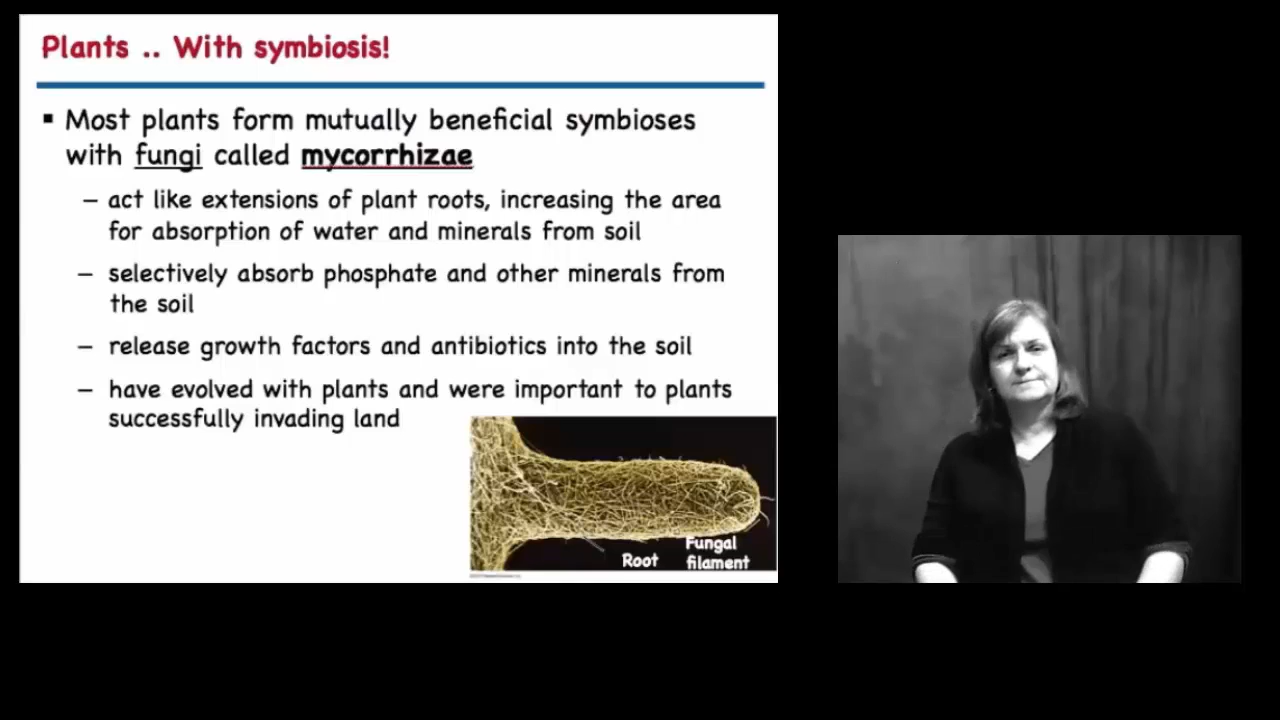 Plants .. With symbiosis!
▪ Most plants form mutually beneficial symbioses
with fungi called mycorrhizae
– act like extensions of plant roots, increasing the area
for absorption of water and minerals from soil
– selectively absorb phosphate and other minerals from
the soil
– release growth factors and antibiotics into the soil
– have evolved with plants and were important to plants
successfully invading land
Root
Fungal
filament